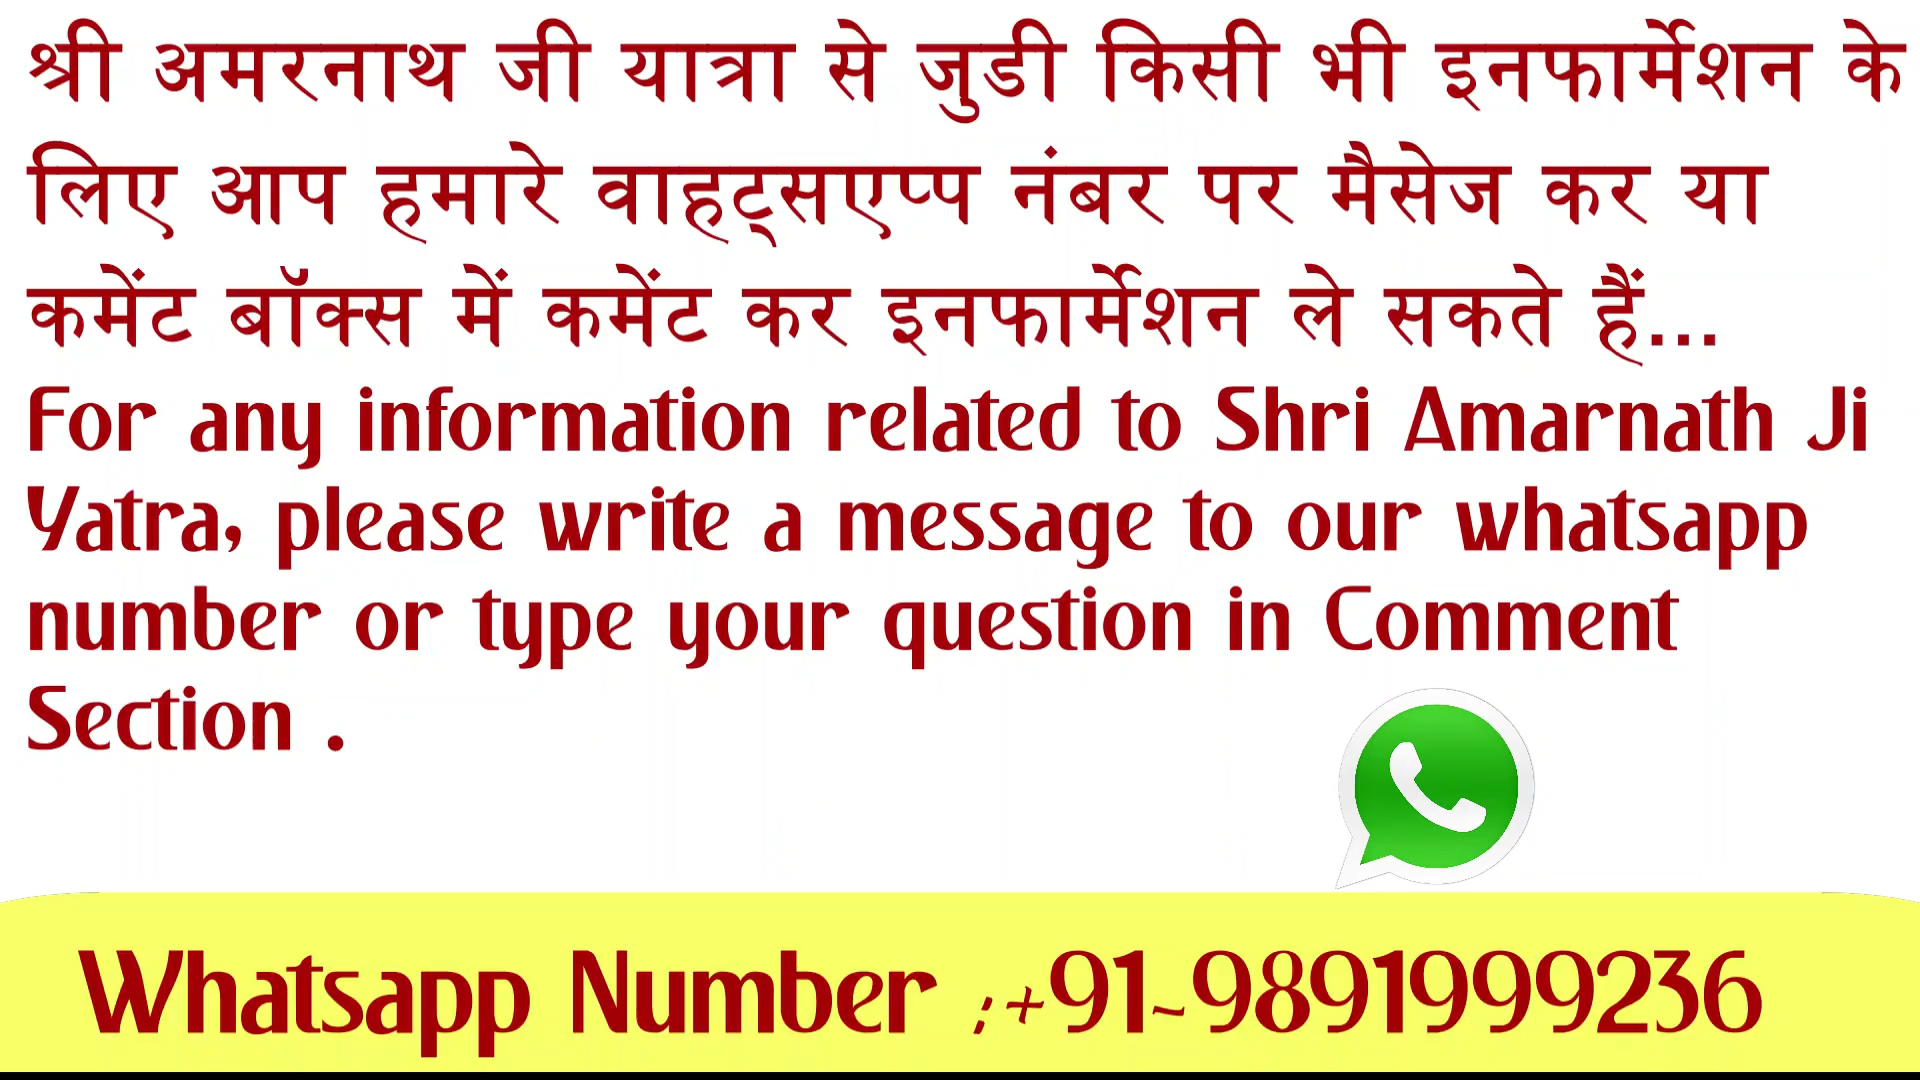 श्री अमरनाथ जी यात्रा से जुडी किसी भी इनफार्मेशन के
लिए आप हमारे वाहट्सएप्प नंबर पर मैसेज कर या
कमेंट बॉक्स में कमेंट कर इनफार्मेशन ले सकते हैं...
For any information related to Shri Amarnath Ji
Yatra, please write a message to our whatsapp
number or type your question in Comment
Section .
Whatsapp Number :+91-9891999236